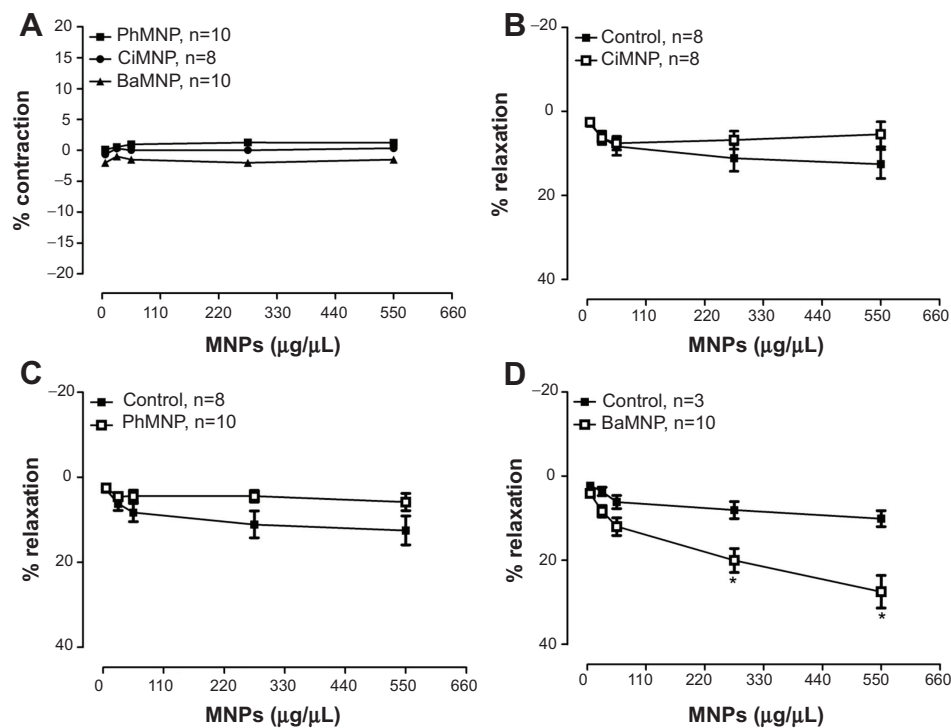 A
% contraction
20
15
10
5
0
−5
−10
−15
−20
PhMNP, n=10
CiMNP, n=8
BaMNP, n=10
0 110 220 330 440 550 660
MNPs (µg/µL)
B
% relaxation
−20
0
20
40
Control, n=8
CiMNP, n=8
0 110 220 330 440 550 660
MNPs (µg/µL)
C
% relaxation
−20
0
20
40
Control, n=8
PhMNP, n=10
0 110 220 330 440 550 660
MNPs (µg/µL)
D
% relaxation
−20
0
20
40
Control, n=3
BaMNP, n=10
*
*
0 110 220 330 440 550 660
MNPs (µg/µL)